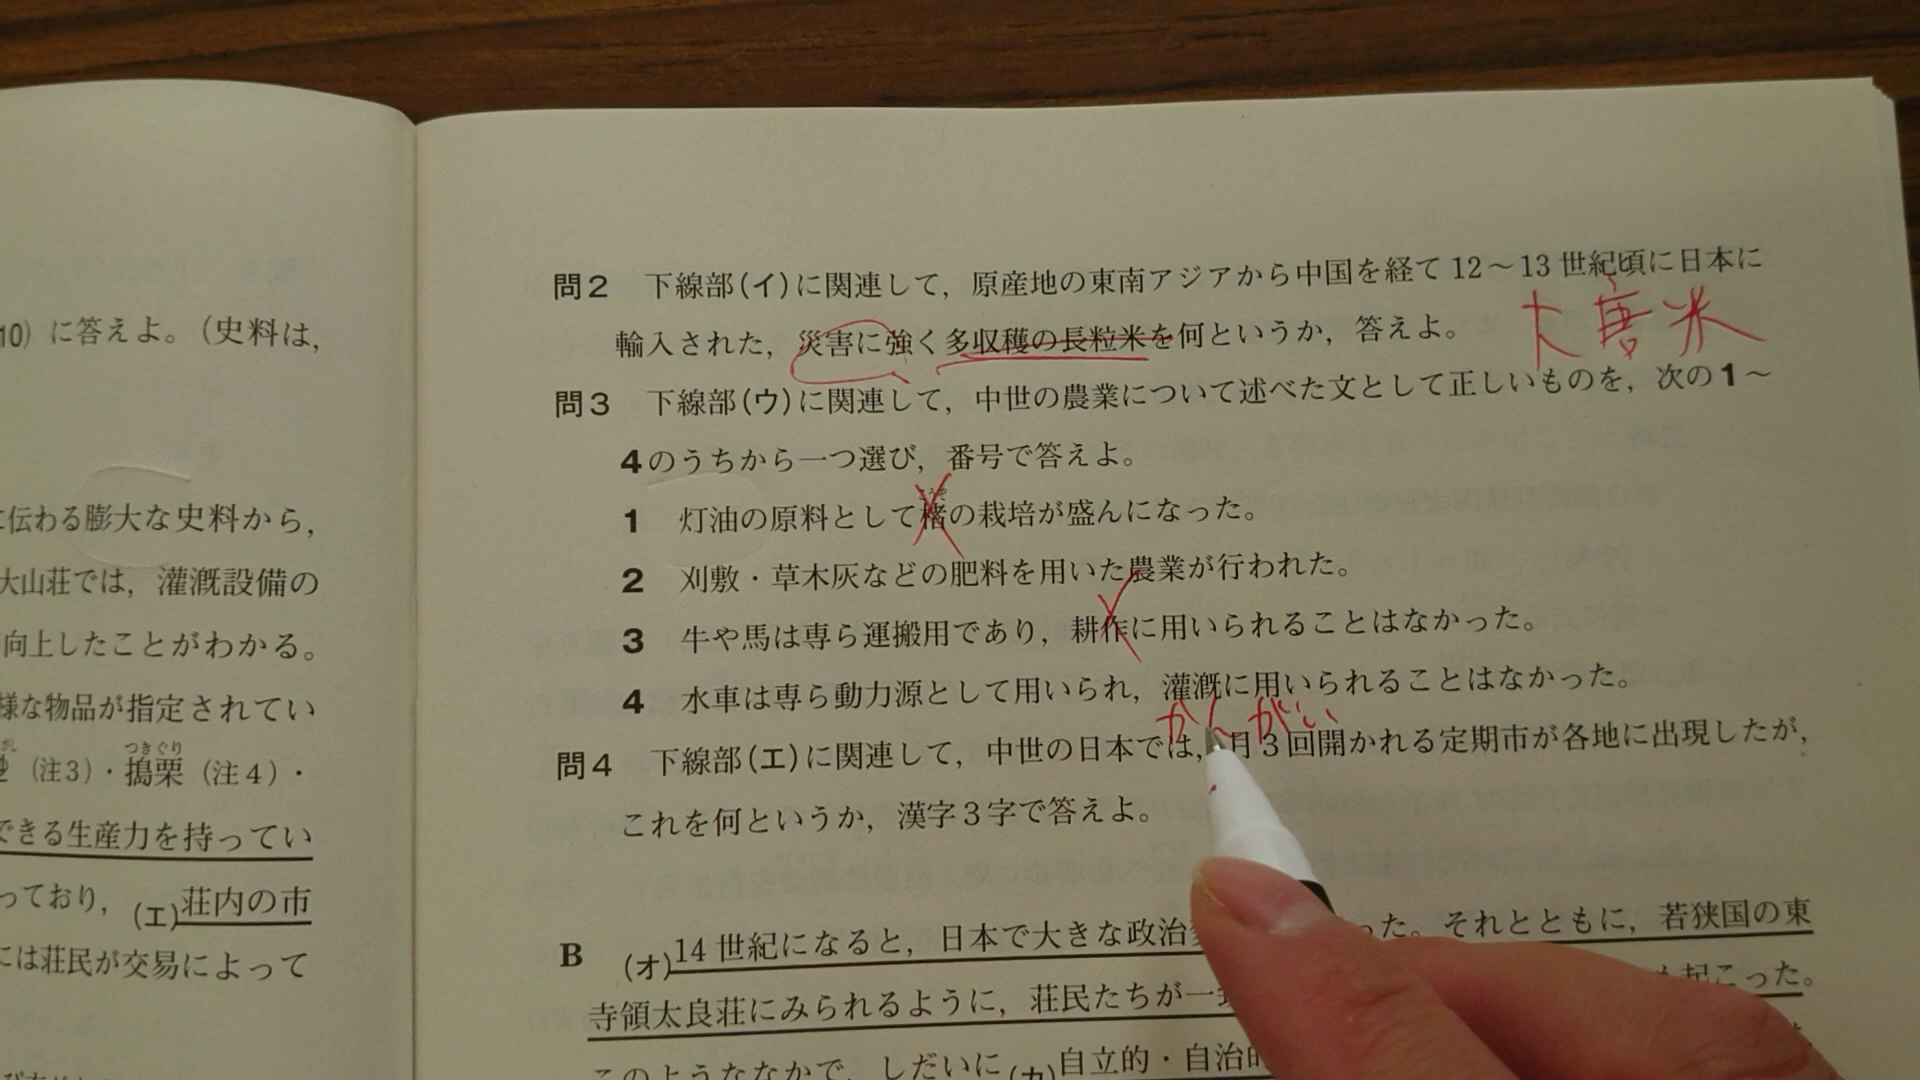 10) に答えよ。(史料は,
に伝わる膨大な史料から,
大山荘では, 灌漑設備の
向上したことがわかる。
様な物品が指定されてい
(注3)・搗栗 (注4)・
つきぐり
できる生産力を持ってい
っており, (エ)荘内の市
には荘民が交易によって
問2 下線部(イ)に関連して, 原産地の東南アジアから中国を経て12〜13世紀頃に日本に
輸入された, 災害に強く多収穫の長粒米を何というか, 答えよ。
大唐米
問3 下線部(ウ)に関連して, 中世の農業について述べた文として正しいものを, 次の1〜
4のうちから一つ選び, 番号で答えよ。
こうぞ
1 灯油の原料として楮の栽培が盛んになった。
2 刈敷・草木灰などの肥料を用いた農業が行われた。
3 牛や馬は専ら運搬用であり, 耕作に用いられることはなかった。
4 水車は専ら動力源として用いられ, 灌漑に用いられることはなかった。
かんがい
問4 下線部(エ)に関連して, 中世の日本では, 月3回開かれる定期市が各地に出現したが,
これを何というか, 漢字3字で答えよ。
B (オ)14世紀になると, 日本で大きな政治 った。それとともに, 若狭国の東
寺領太良荘にみられるように, 荘民たちが一 も起こった。
このようななかで, しだいに(カ)自立的・自治的